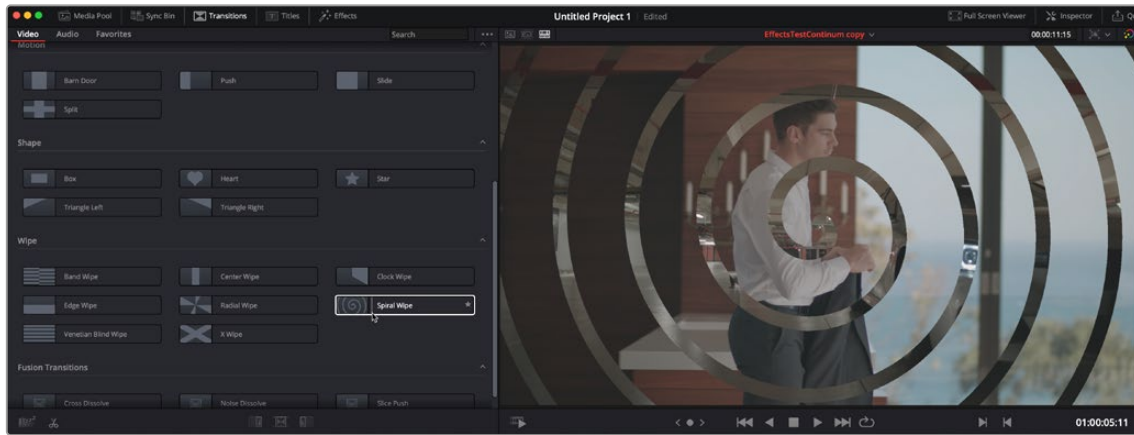 Media Pool Sync Bin Transitions Titles Effects Untitled Project 1 Edited Full Screen Viewer Inspector
Video Audio Favorites Search EffectsTestContinum copy 00:00:11:15
Motion
Barn Door Push Slide
Split
Shape
Box Heart Star
Triangle Left Triangle Right
Wipe
Band Wipe Center Wipe Clock Wipe
Edge Wipe Radial Wipe Spiral Wipe
Venetian Blind Wipe X Wipe
Fusion Transitions
Cross Dissolve Noise Dissolve Slice Push
01:00:05:11